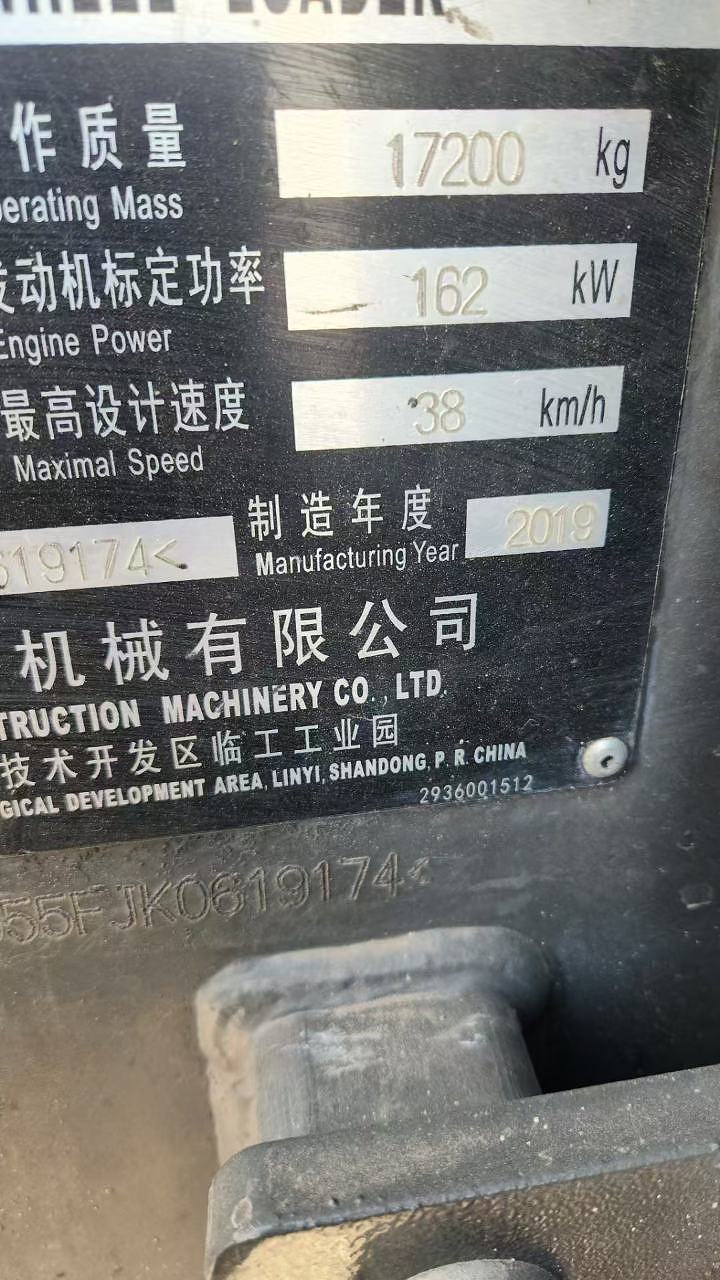 WHEEL LOADER
作质量 17200 kg
erating Mass
发动机标定功率 162 kW
Engine Power
最高设计速度 38 km/h
Maximal Speed
619174<
制造年度 2019
Manufacturing Year
机械有限公司
TRUCTION MACHINERY CO., LTD.
技术开发区临工工业园
GICAL DEVELOPMENT AREA, LINYI, SHANDONG, P. R. CHINA
2936001512
55FJK0619174<